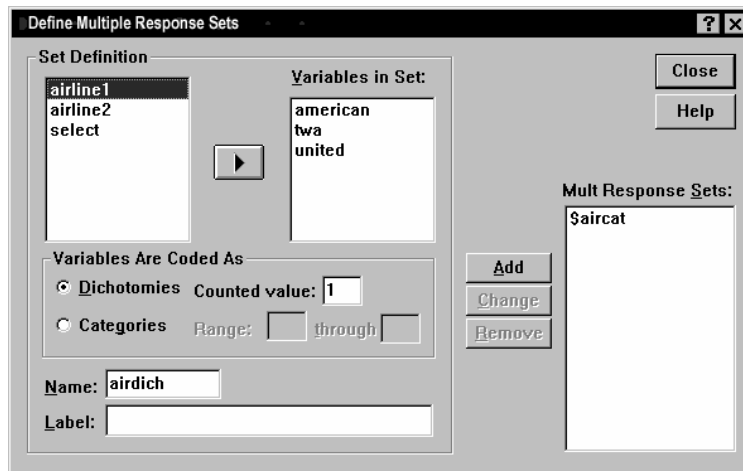 Define Multiple Response Sets
Set Definition
airline1
airline2
select
Variables in Set:
american
twa
united
Close
Help
Mult Response Sets:
$aircat
Variables Are Coded As
Dichotomies Counted value: 1
Categories Range: through
Add
Change
Remove
Name: airdich
Label: